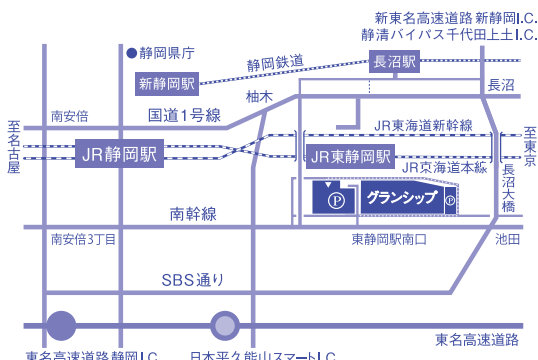 新東名高速道路 新静岡I.C.
静清バイパス千代田上土I.C.
静岡県庁
静岡鉄道
長沼駅
新静岡駅
柚木
長沼
南安倍
国道1号線
JR東海道新幹線
至名古屋
JR静岡駅
JR東静岡駅
至東京
JR東海道本線
長沼大橋
P
グランシップ
P
南幹線
南安倍3丁目
東静岡駅南口
池田
SBS通り
東名高速道路
東名高速道路 静岡I.C.
日本平久能山スマートI.C.